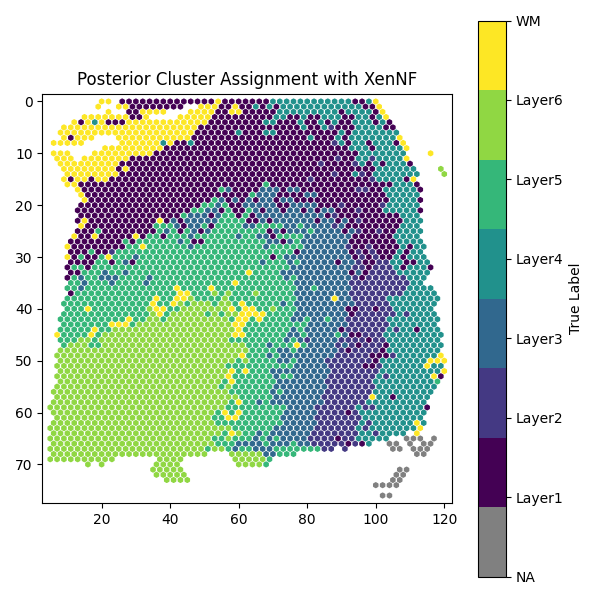 Posterior Cluster Assignment with XenNF
0
10
20
30
40
50
60
70
20
40
60
80
100
120
WM
Layer6
Layer5
Layer4
Layer3
Layer2
Layer1
NA
True Label